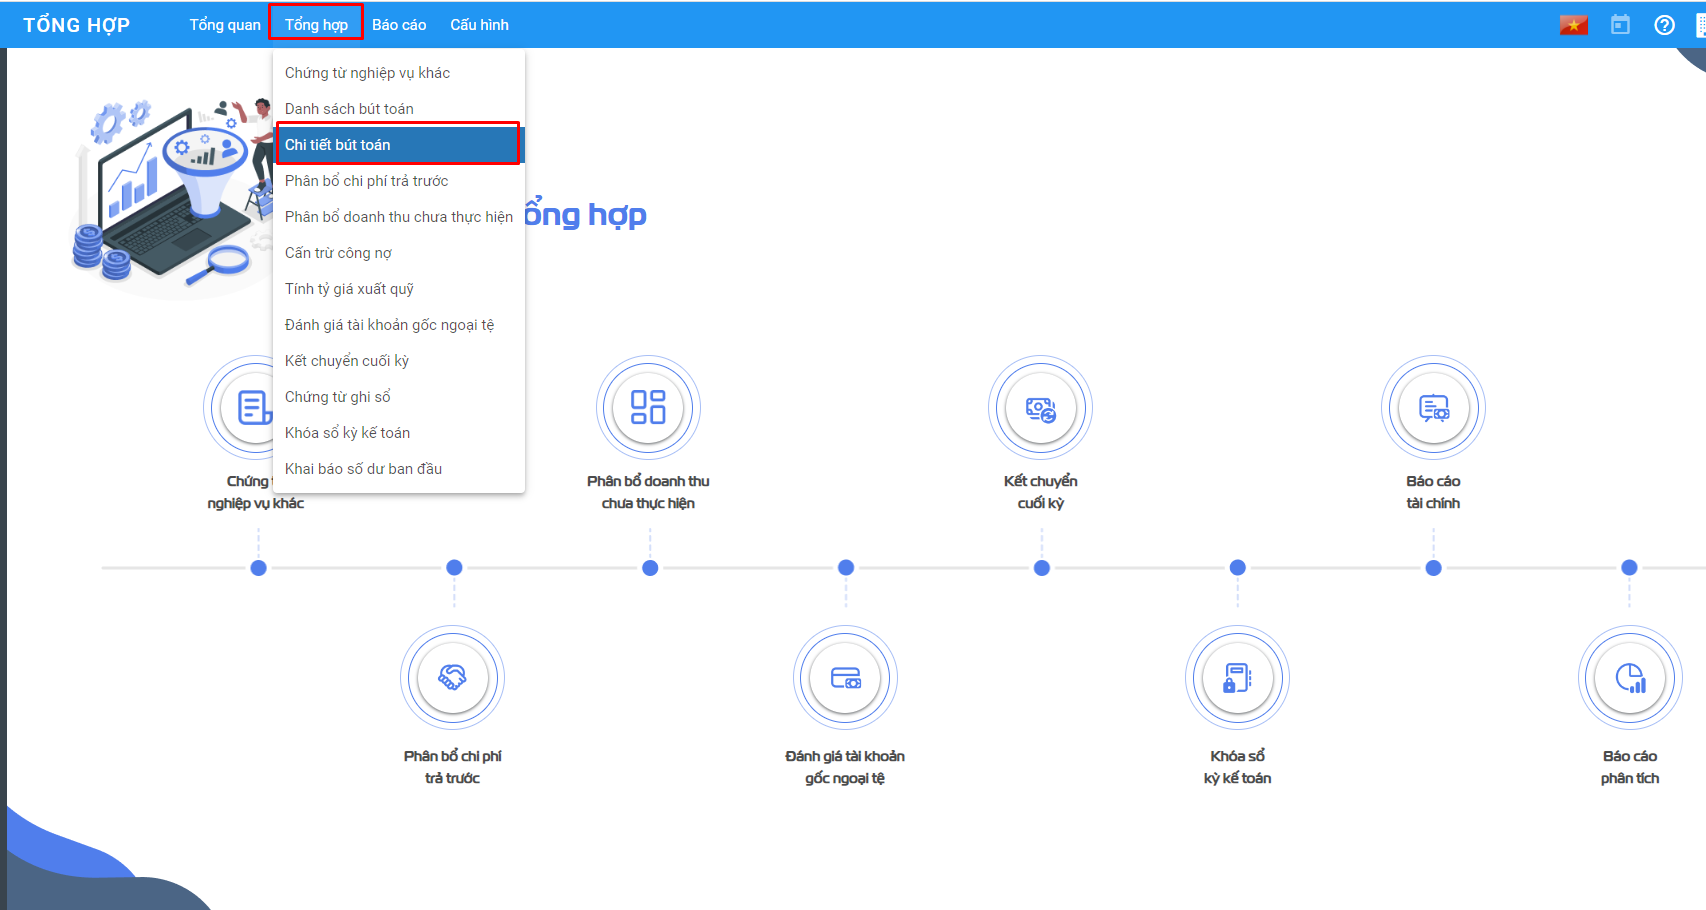 TỔNG HỢP
Tổng quan
Tổng hợp
Báo cáo
Cấu hình
Chứng từ nghiệp vụ khác
Danh sách bút toán
Chi tiết bút toán
Phân bổ chi phí trả trước
Phân bổ doanh thu chưa thực hiện
Cấn trừ công nợ
Tính tỷ giá xuất quỹ
Đánh giá tài khoản gốc ngoại tệ
Kết chuyển cuối kỳ
Chứng từ ghi sổ
Khóa sổ kỳ kế toán
Khai báo số dư ban đầu
ổng hợp
Chứng t
nghiệp vụ khác
Phân bổ doanh thu
chưa thực hiện
Kết chuyển
cuối kỳ
Báo cáo
tài chính
Phân bổ chi phí
trả trước
Đánh giá tài khoản
gốc ngoại tệ
Khóa sổ
kỳ kế toán
Báo cáo
phân tích